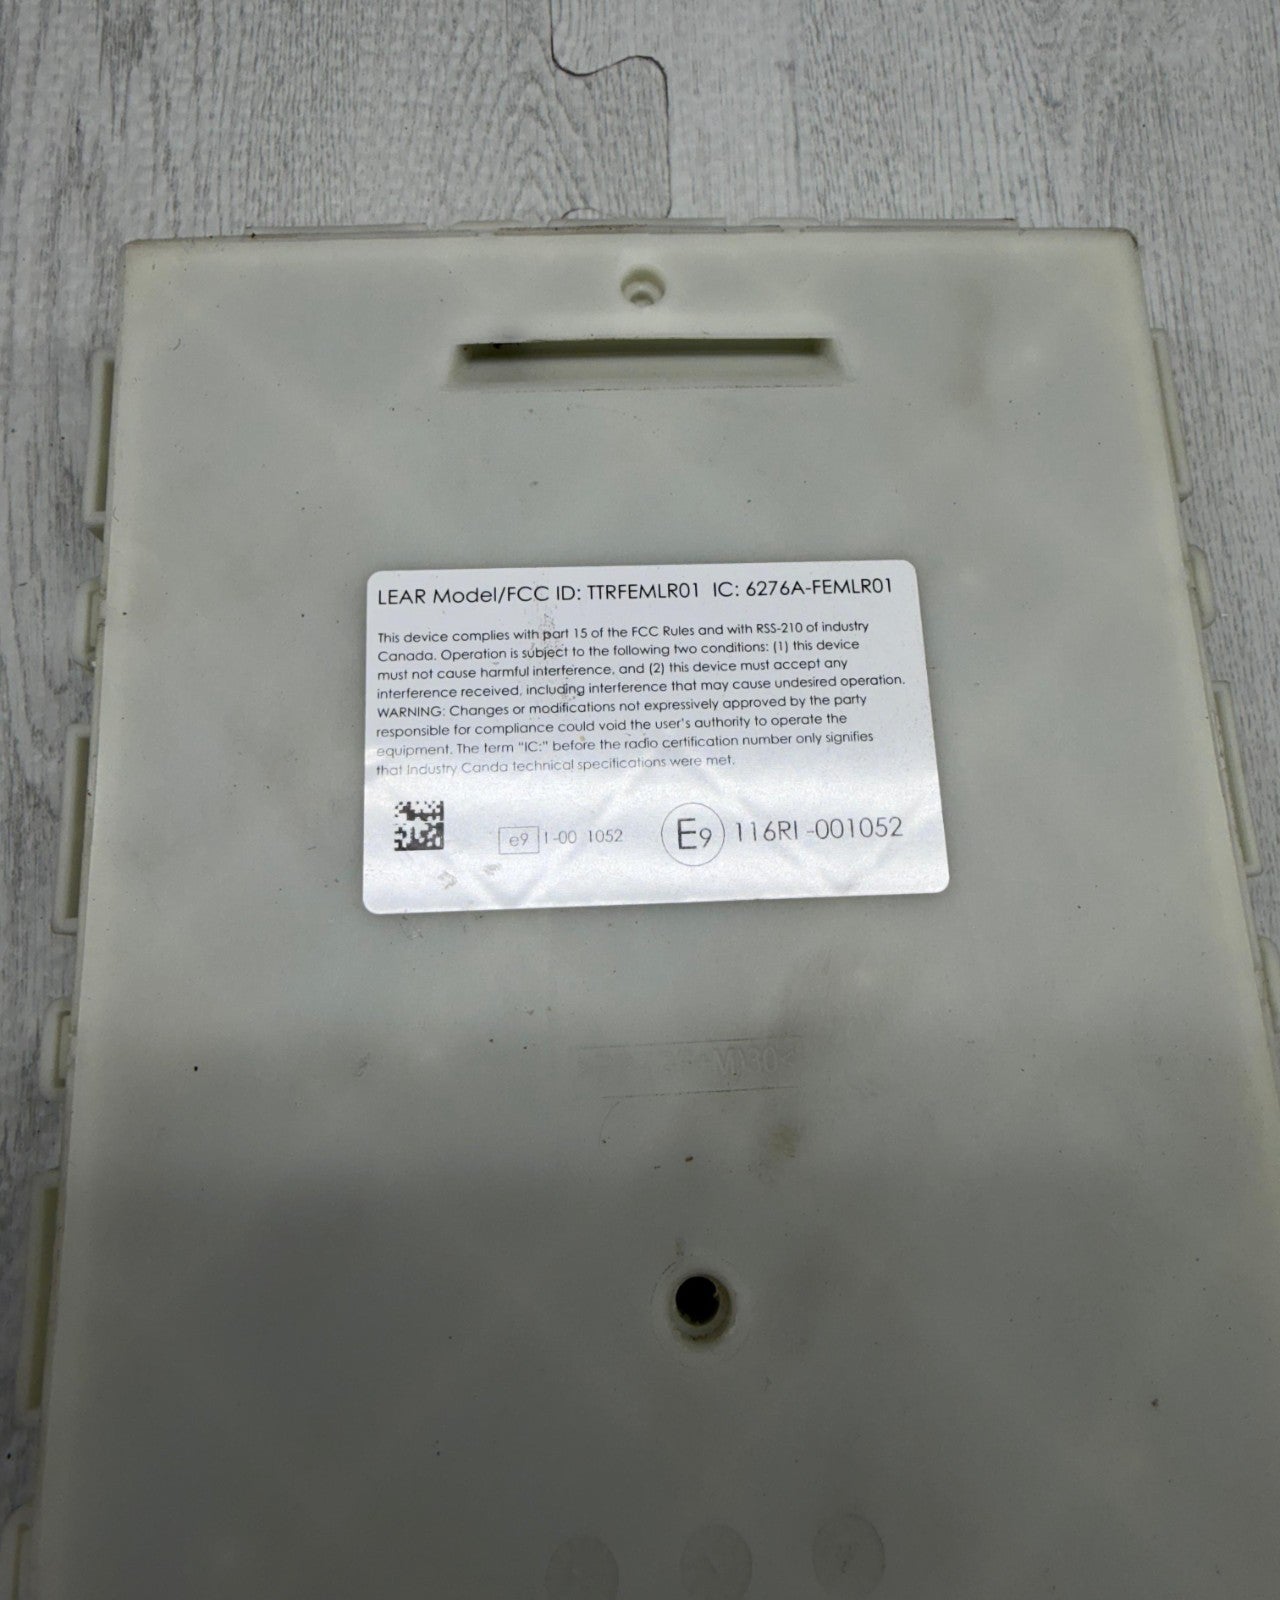 LEAR Model/FCC ID: TTRFEMLR01 IC: 6276A-FEMLR01
This device complies with part 15 of the FCC Rules and with RSS-210 of industry
Canada. Operation is subject to the following two conditions: (1) this device
must not cause harmful interference, and (2) this device must accept any
interference received, including interference that may cause undesired operation.
WARNING: Changes or modifications not expressively approved by the party
responsible for compliance could void the user's authority to operate the
equipment. The term "IC:" before the radio certification number only signifies
that Industry Canda technical specifications were met.
e9 1-00 1052 E9 116RI-001052